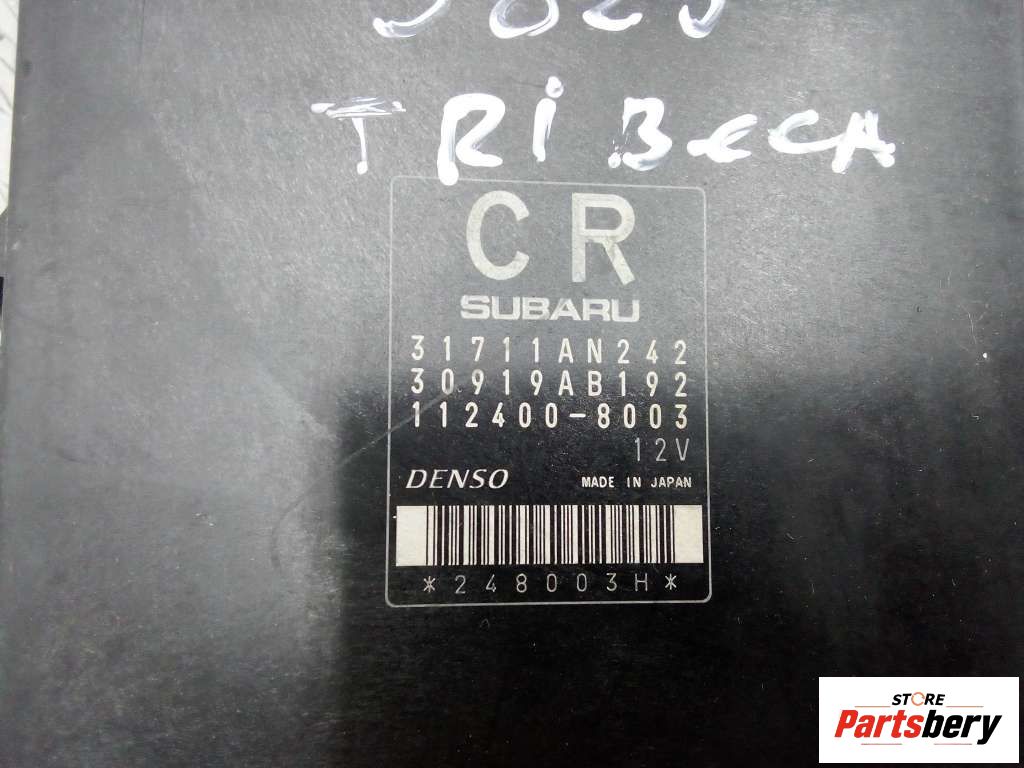 TRIBECA
CR
SUBARU
31711AN242
30919AB192
112400-8003
12V
DENSO MADE IN JAPAN
*248003H*
STORE
Partsbery